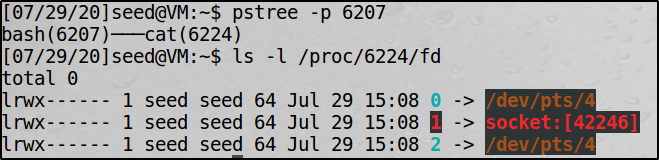 [07/29/20]seed@VM:~$ pstree -p 6207
bash(6207)───cat(6224)
[07/29/20]seed@VM:~$ ls -l /proc/6224/fd
total 0
lrwx------ 1 seed seed 64 Jul 29 15:08 0 -> /dev/pts/4
lrwx------ 1 seed seed 64 Jul 29 15:08 1 -> socket:[42246]
lrwx------ 1 seed seed 64 Jul 29 15:08 2 -> /dev/pts/4